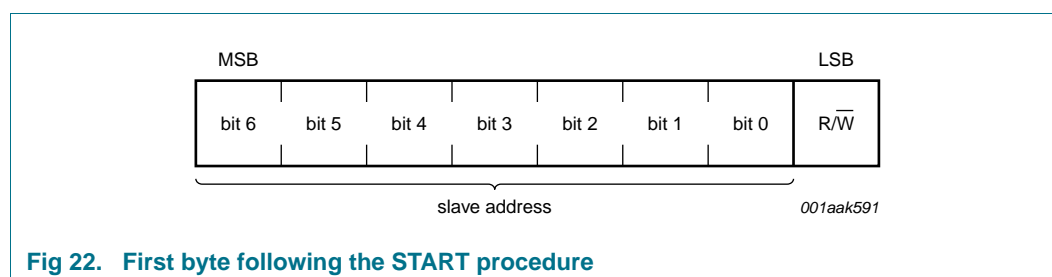 MSB LSB
bit 6 bit 5 bit 4 bit 3 bit 2 bit 1 bit 0 R/W̅
slave address 001aak591
Fig 22. First byte following the START procedure